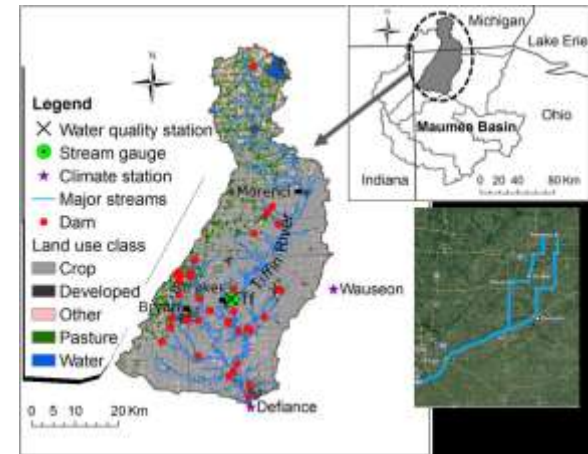 N
Legend
Water quality station
Stream gauge
Climate station
Major streams
Dam
Land use class
Crop
Developed
Other
Pasture
Water
0 5 10 20 Km
Morenci
Tiffin River
Bryan
Wauseon
Defiance
N
Michigan
Lake Erie
Ohio
Maumee Basin
Indiana
0 20 40 80 Km